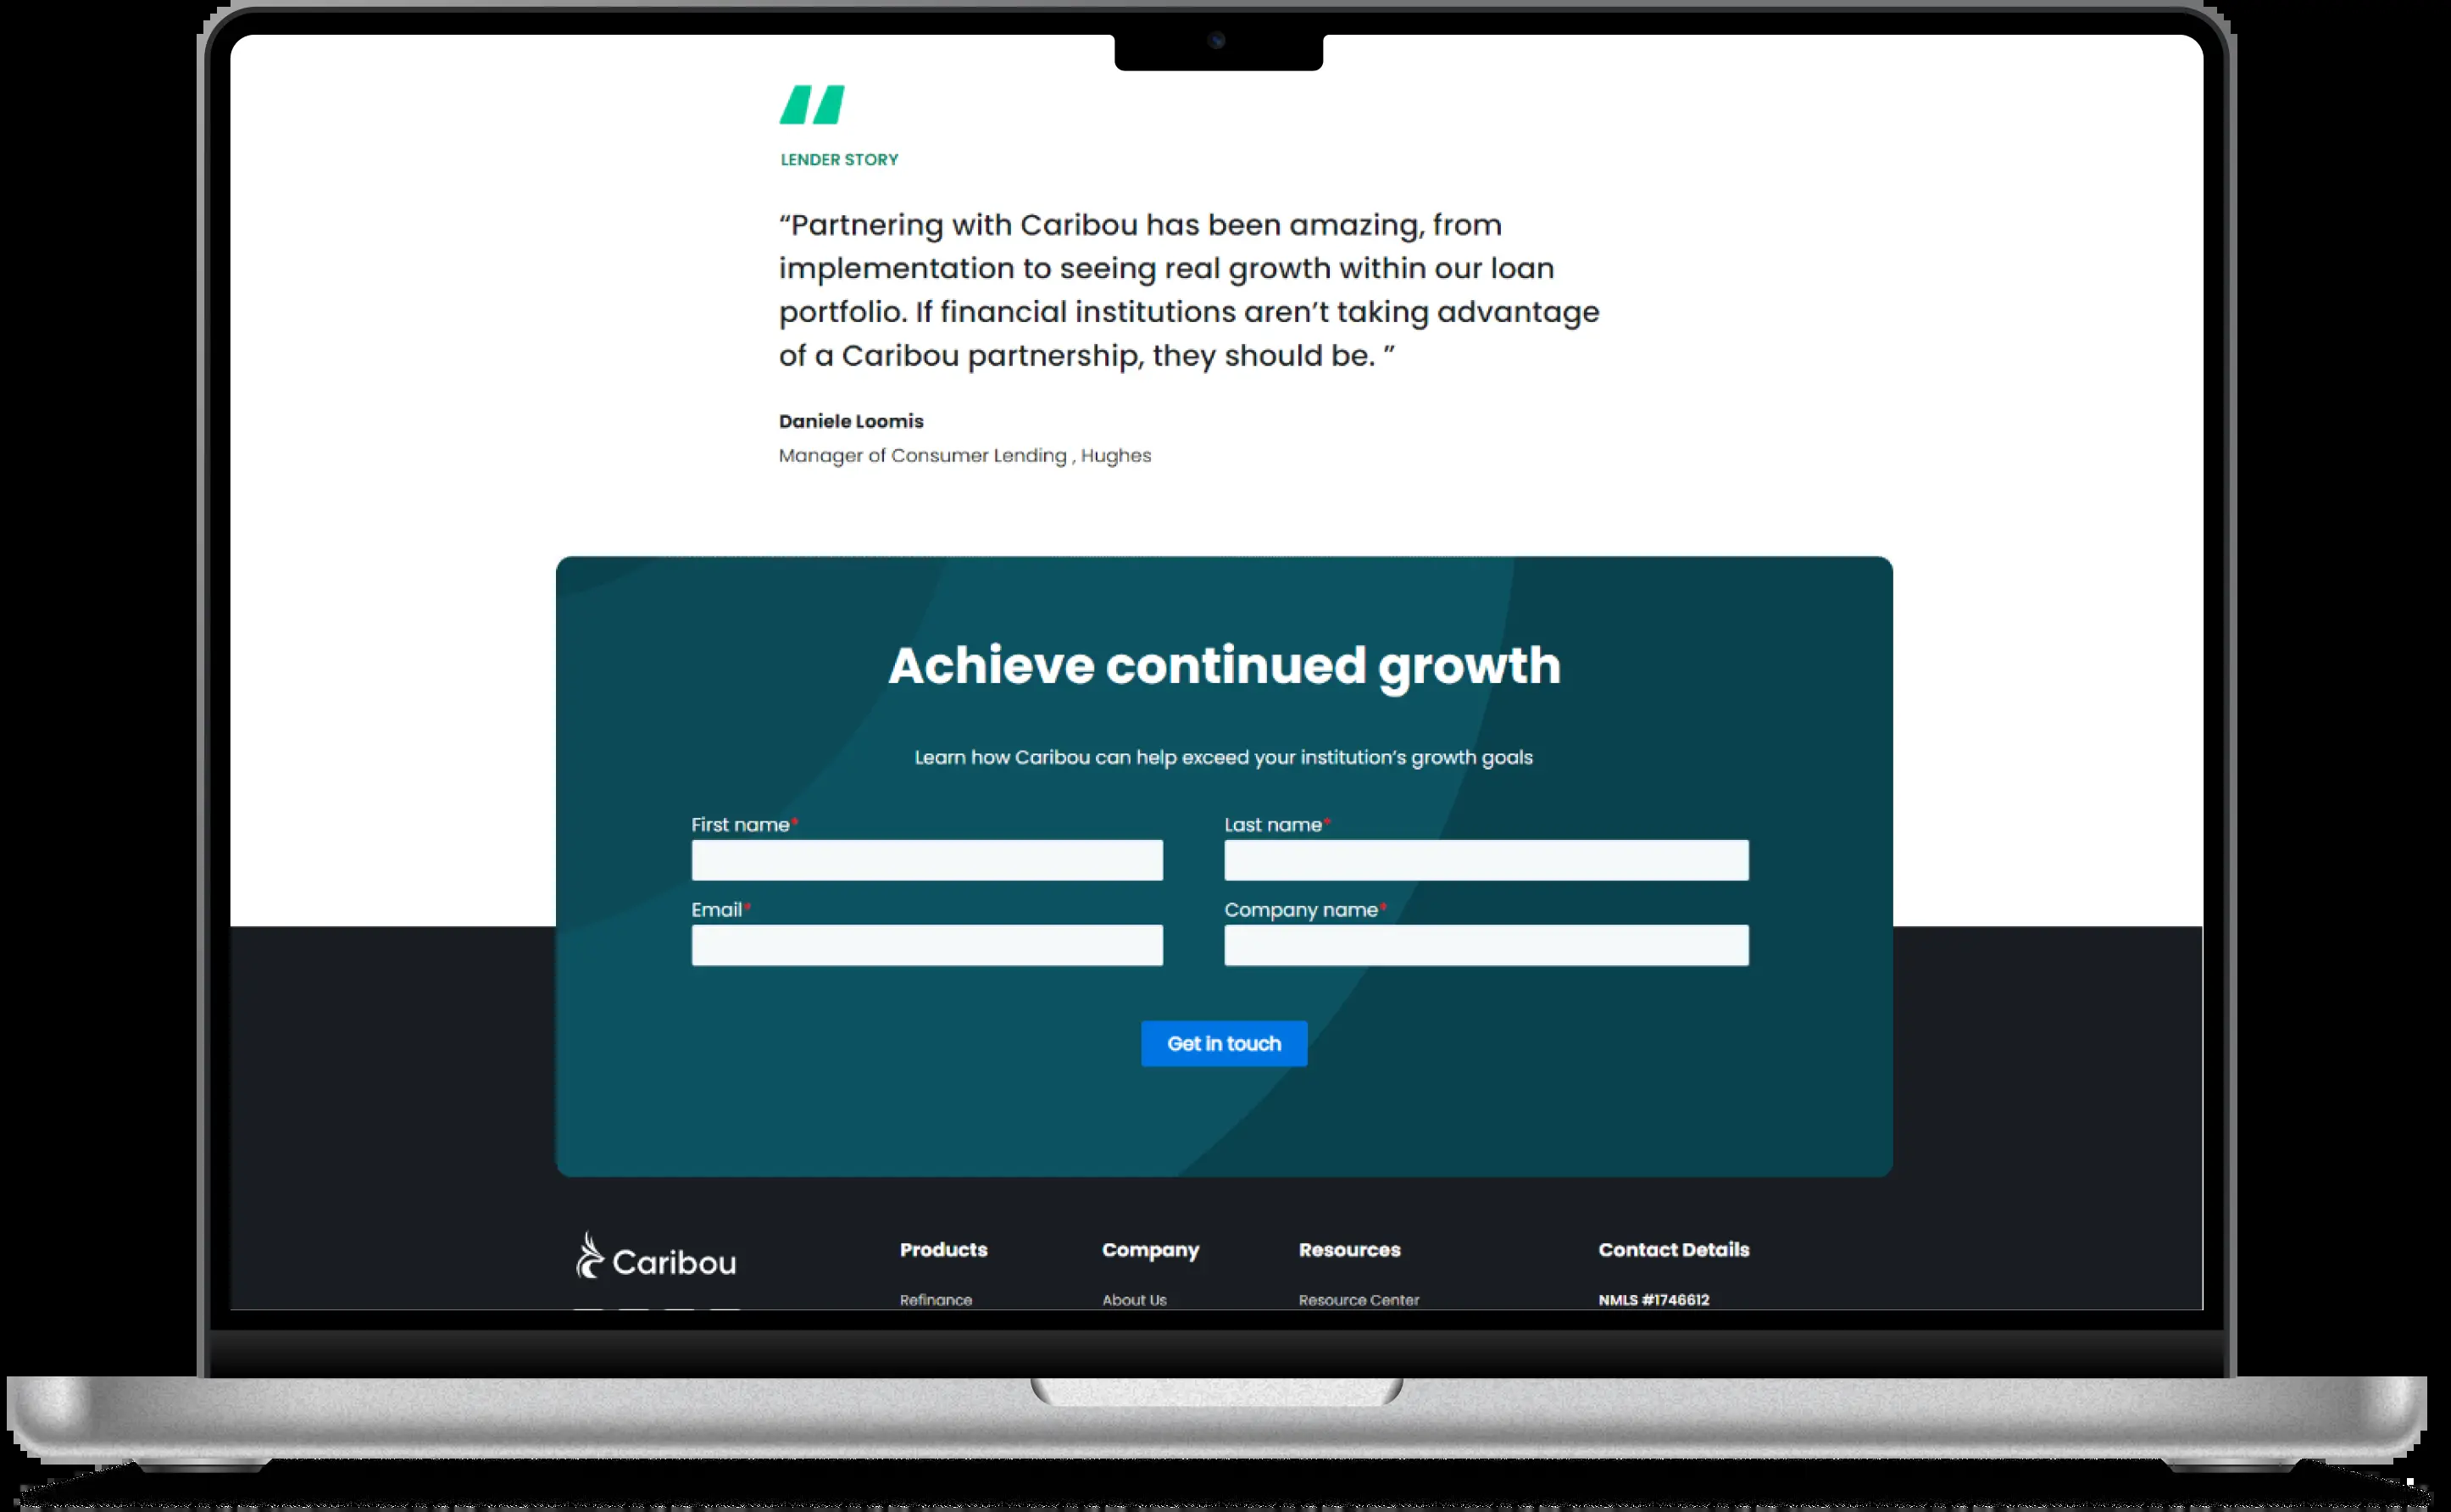 LENDER STORY
“Partnering with Caribou has been amazing, from
implementation to seeing real growth within our loan
portfolio. If financial institutions aren’t taking advantage
of a Caribou partnership, they should be. ”
Daniele Loomis
Manager of Consumer Lending , Hughes
Achieve continued growth
Learn how Caribou can help exceed your institution’s growth goals
First name* Last name*
Email* Company name*
Get in touch
Caribou Products Company Resources Contact Details
Refinance About Us Resource Center NMLS #1746612